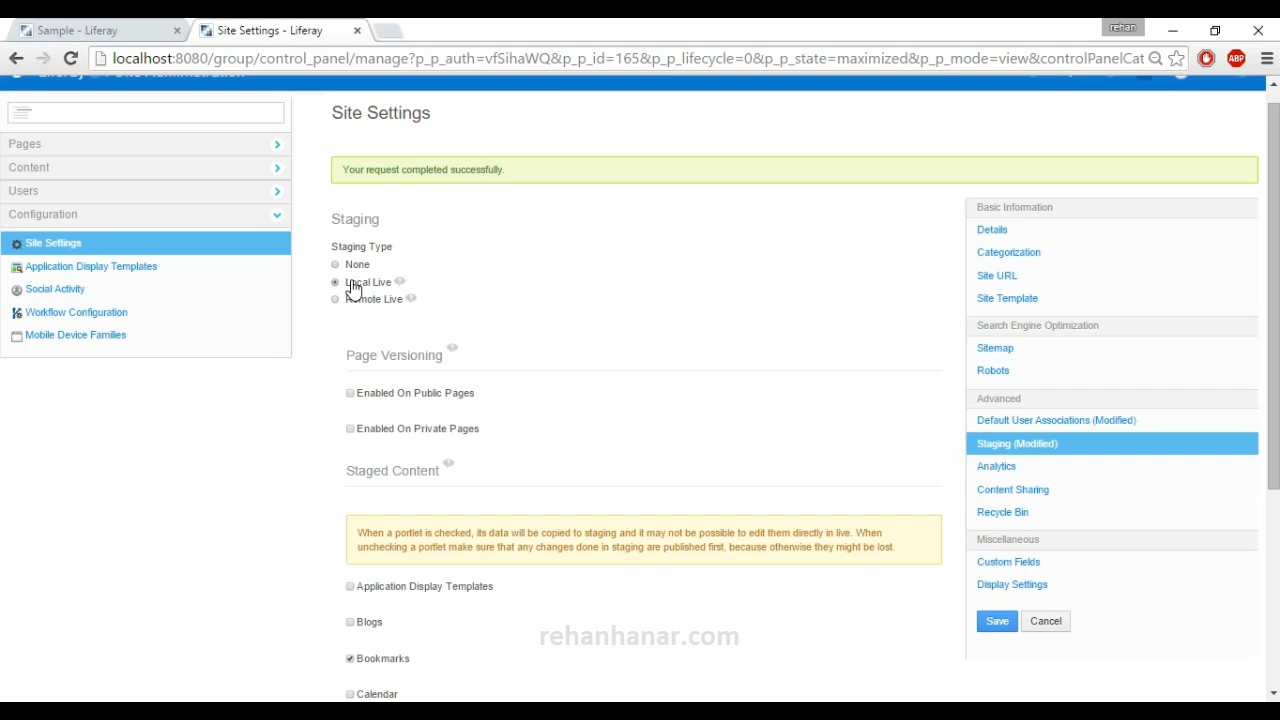 Sample - Liferay
Site Settings - Liferay
rehan
localhost:8080/group/control_panel/manage?p_p_auth=vfSihaWQ&p_p_id=165&p_p_lifecycle=0&p_p_state=maximized&p_p_mode=view&controlPanelCat
ABP
Site Settings
Pages
Content
Users
Configuration
Site Settings
Application Display Templates
Social Activity
Workflow Configuration
Mobile Device Families
Your request completed successfully.
Staging
Staging Type
None
Local Live
Remote Live
Page Versioning
Enabled On Public Pages
Enabled On Private Pages
Staged Content
When a portlet is checked, its data will be copied to staging and it may not be possible to edit them directly in live. When
unchecking a portlet make sure that any changes done in staging are published first, because otherwise they might be lost.
Application Display Templates
Blogs
Bookmarks
Calendar
Basic Information
Details
Categorization
Site URL
Site Template
Search Engine Optimization
Sitemap
Robots
Advanced
Default User Associations (Modified)
Staging (Modified)
Analytics
Content Sharing
Recycle Bin
Miscellaneous
Custom Fields
Display Settings
Save
Cancel
rehanhanar.com